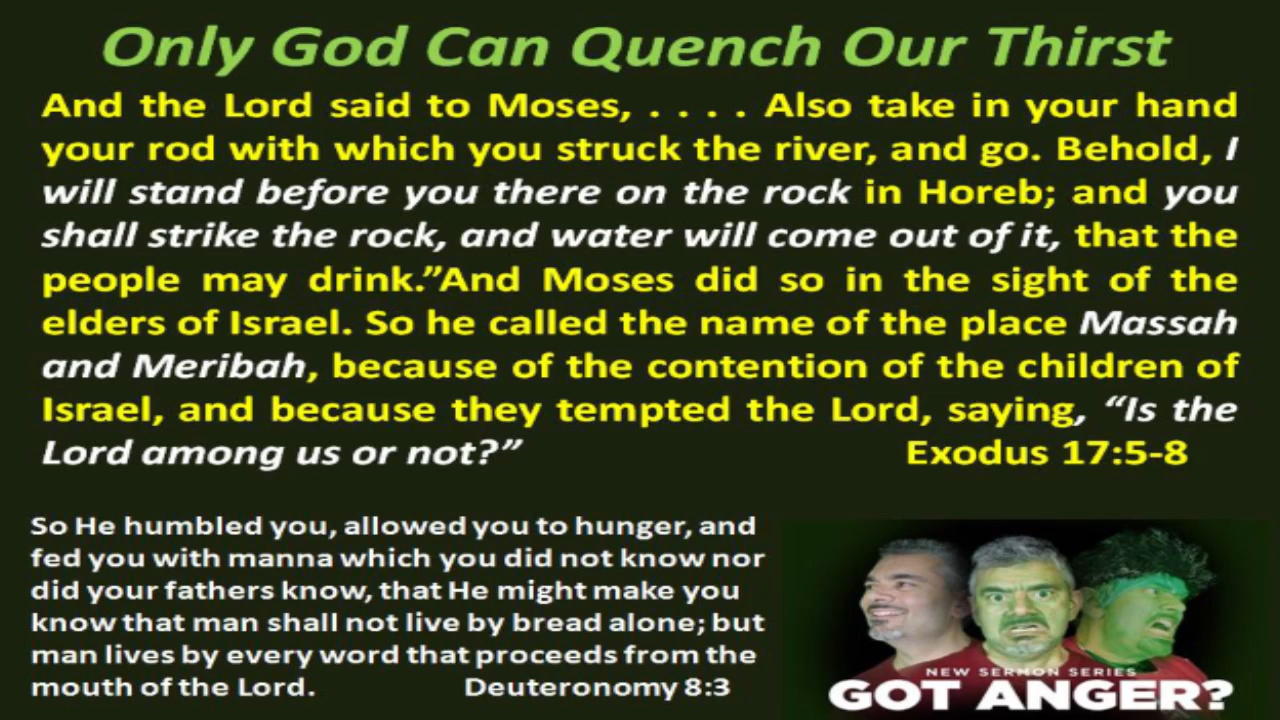 Only God Can Quench Our Thirst
And the Lord said to Moses, . . . . Also take in your hand
your rod with which you struck the river, and go. Behold, I
will stand before you there on the rock in Horeb; and you
shall strike the rock, and water will come out of it, that the
people may drink.”And Moses did so in the sight of the
elders of Israel. So he called the name of the place Massah
and Meribah, because of the contention of the children of
Israel, and because they tempted the Lord, saying, “Is the
Lord among us or not?” Exodus 17:5-8
So He humbled you, allowed you to hunger, and
fed you with manna which you did not know nor
did your fathers know, that He might make you
know that man shall not live by bread alone; but
man lives by every word that proceeds from the
mouth of the Lord. Deuteronomy 8:3
NEW SERMON SERIES
GOT ANGER?